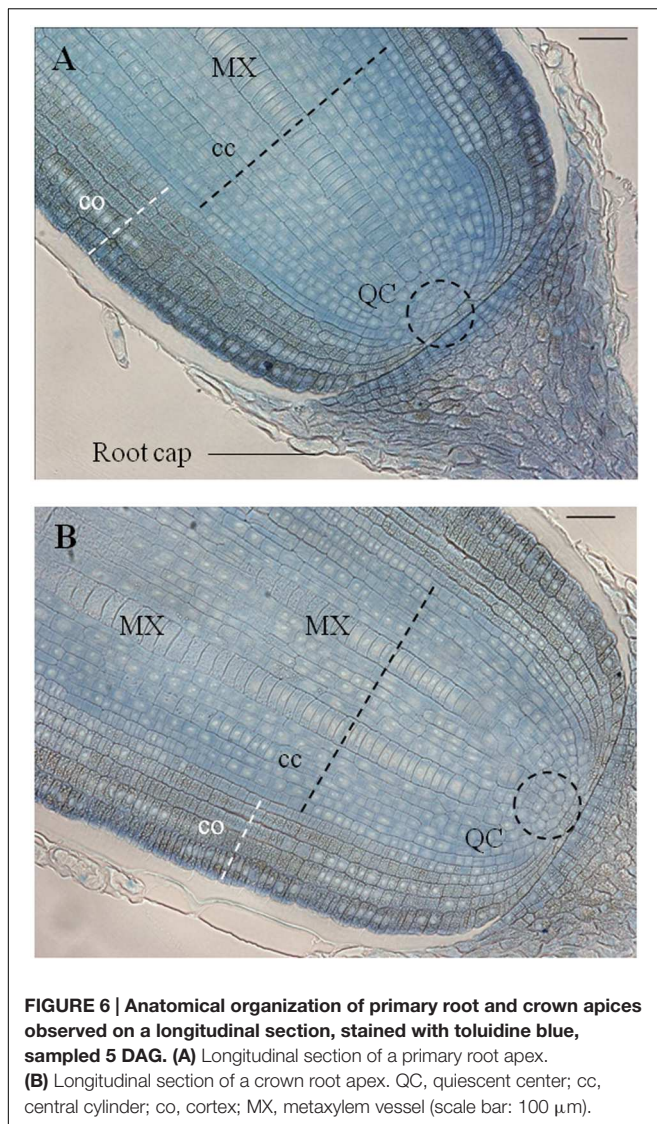 A
MX
cc
co
QC
Root cap
B
MX
MX
cc
co
QC
FIGURE 6 | Anatomical organization of primary root and crown apices
observed on a longitudinal section, stained with toluidine blue,
sampled 5 DAG. (A) Longitudinal section of a primary root apex.
(B) Longitudinal section of a crown root apex. QC, quiescent center; cc,
central cylinder; co, cortex; MX, metaxylem vessel (scale bar: 100 μm).